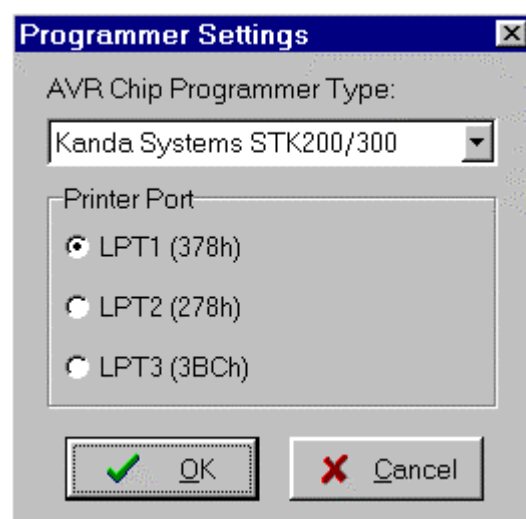 Programmer Settings
AVR Chip Programmer Type:
Kanda Systems STK200/300
Printer Port
LPT1 (378h)
LPT2 (278h)
LPT3 (3BCh)
OK
Cancel